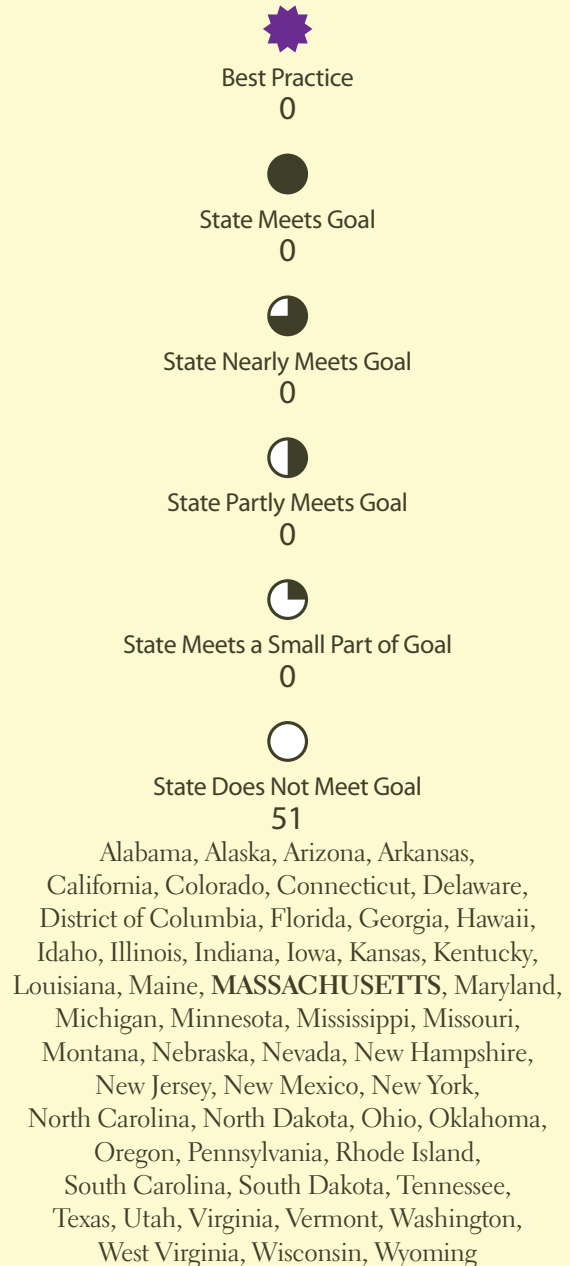 Best Practice
0
State Meets Goal
0
State Nearly Meets Goal
0
State Partly Meets Goal
0
State Meets a Small Part of Goal
0
State Does Not Meet Goal
51
Alabama, Alaska, Arizona, Arkansas,
California, Colorado, Connecticut, Delaware,
District of Columbia, Florida, Georgia, Hawaii,
Idaho, Illinois, Indiana, Iowa, Kansas, Kentucky,
Louisiana, Maine, MASSACHUSETTS, Maryland,
Michigan, Minnesota, Mississippi, Missouri,
Montana, Nebraska, Nevada, New Hampshire,
New Jersey, New Mexico, New York,
North Carolina, North Dakota, Ohio, Oklahoma,
Oregon, Pennsylvania, Rhode Island,
South Carolina, South Dakota, Tennessee,
Texas, Utah, Virginia, Vermont, Washington,
West Virginia, Wisconsin, Wyoming